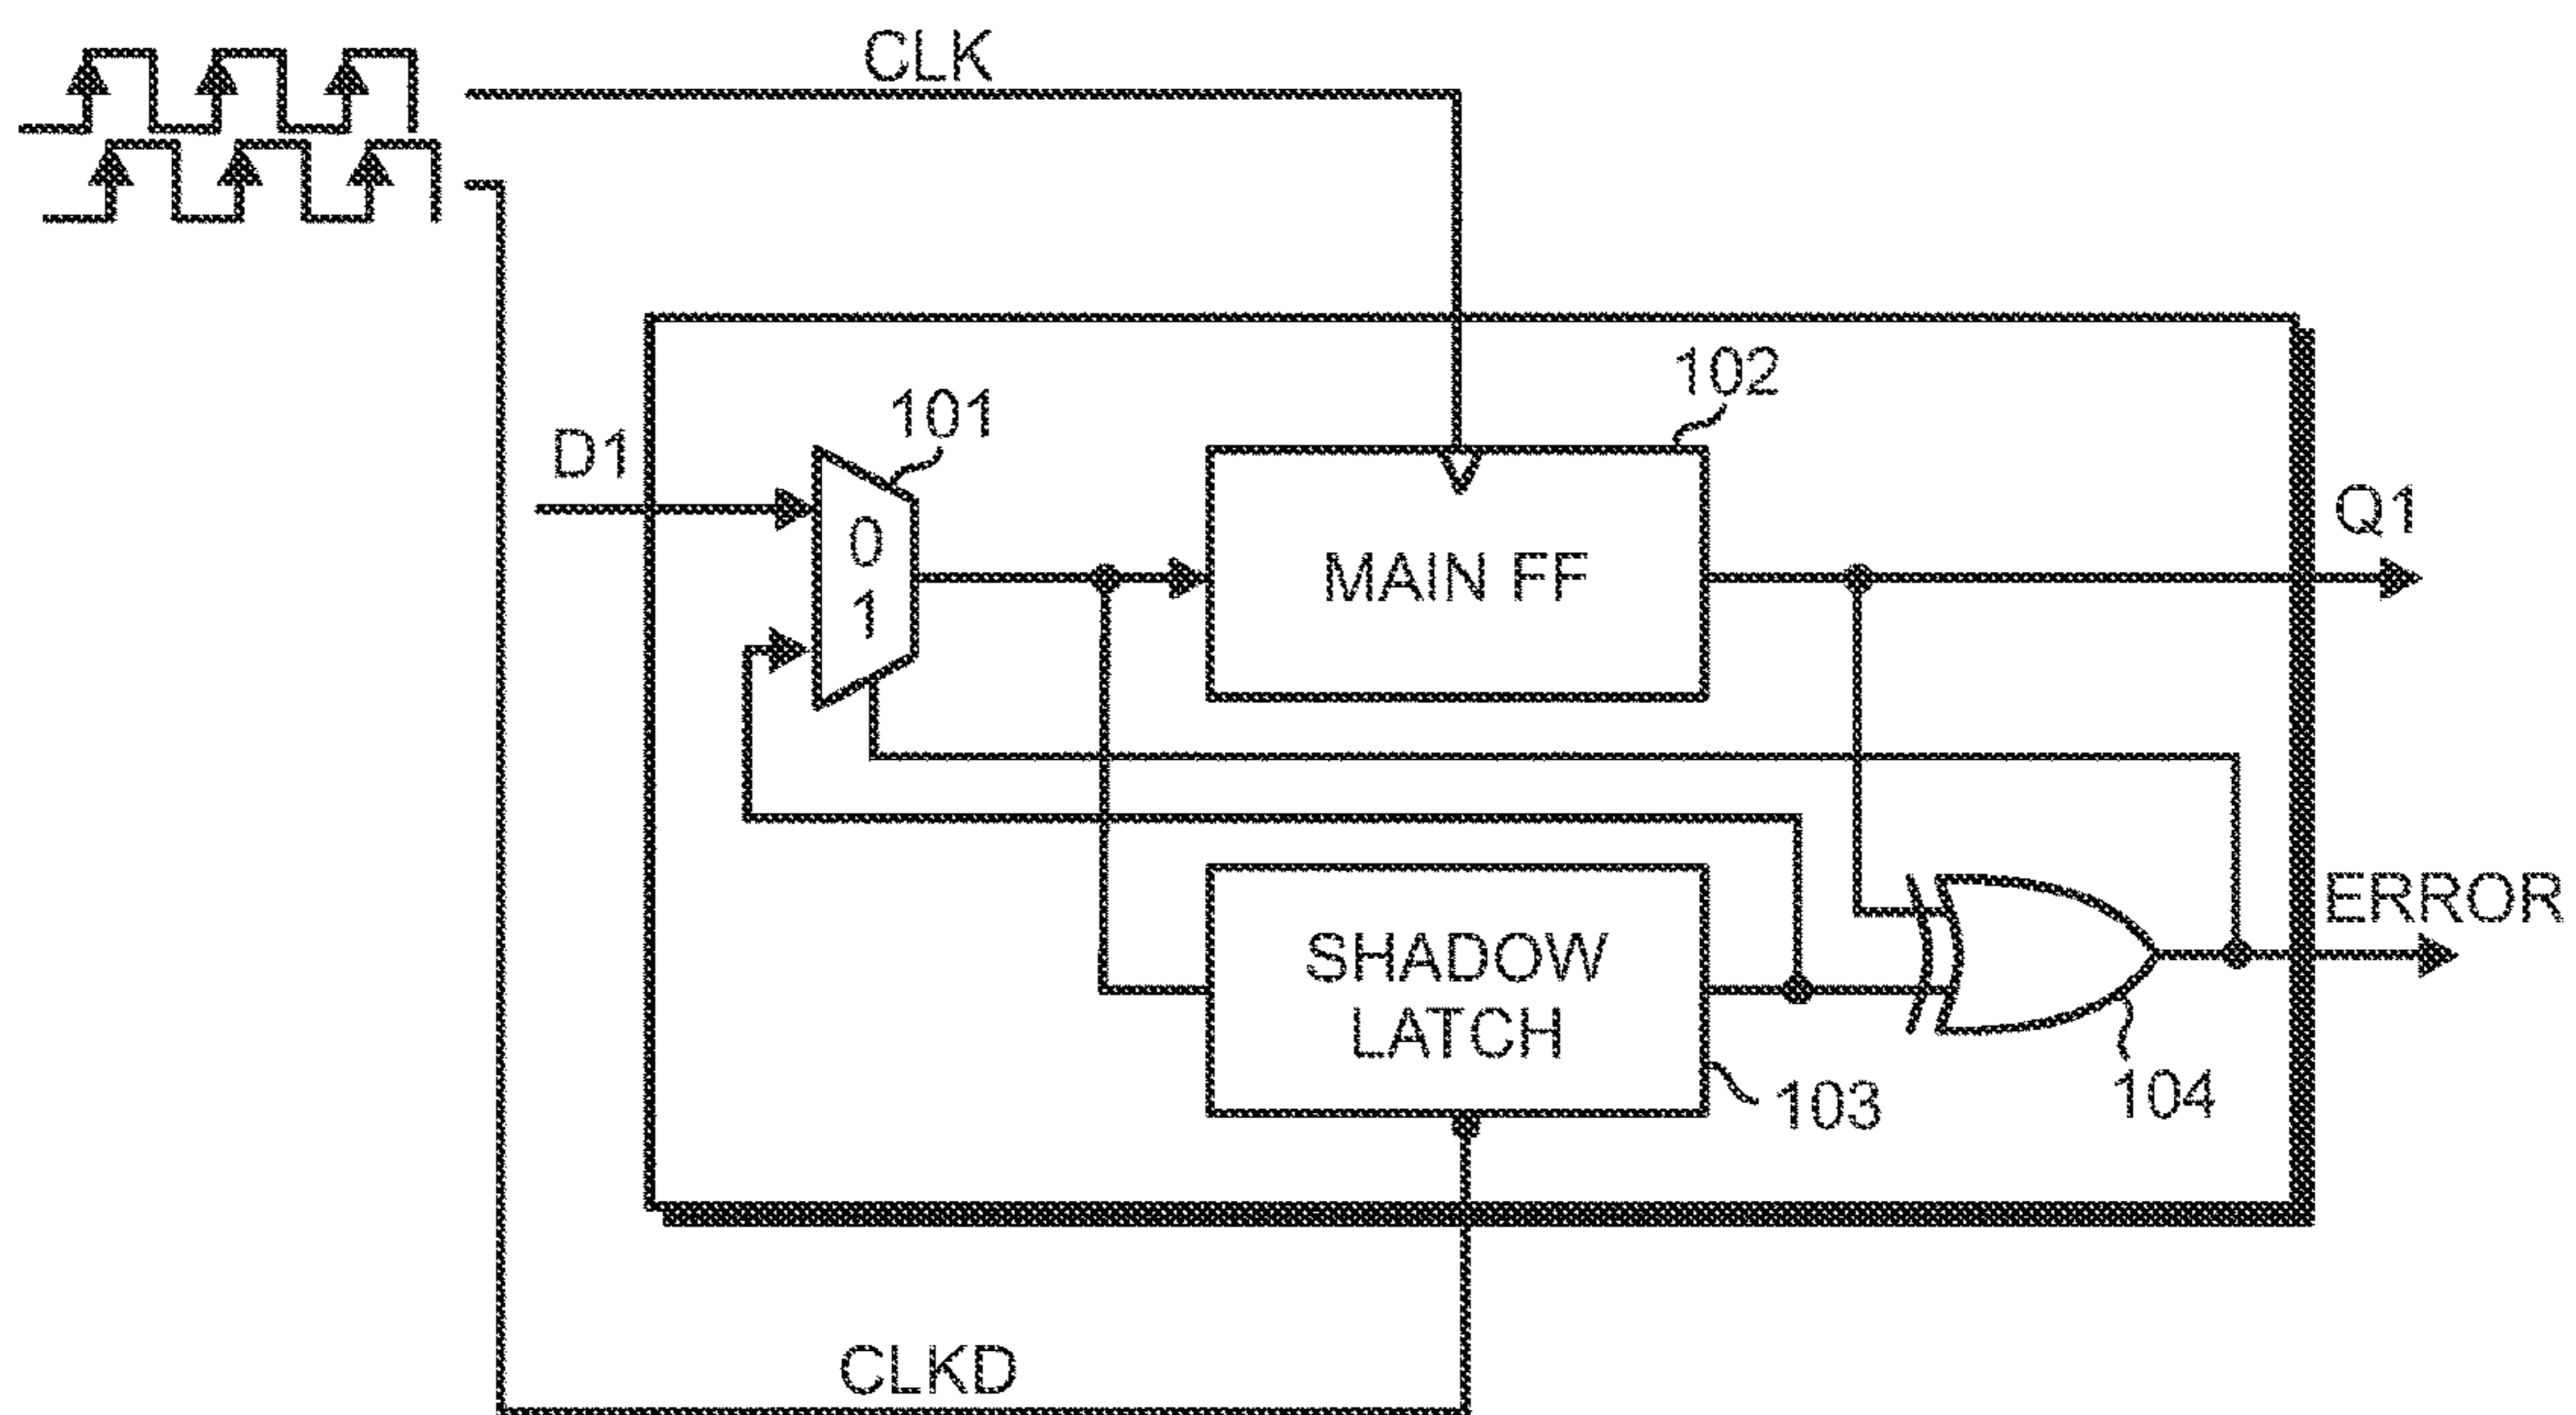 CLK
101
102
D1
0
1
MAIN FF
Q1
ERROR
SHADOW
LATCH
103
104
CLKD